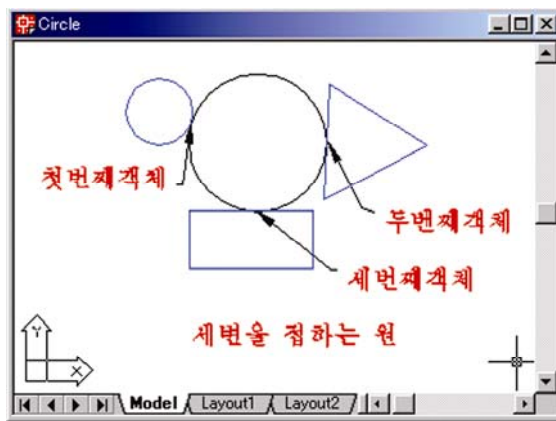 Circle
첫번째객체
두번째객체
세번째객체
세변을 접하는 원
Y
X
Model
Layout1
Layout2